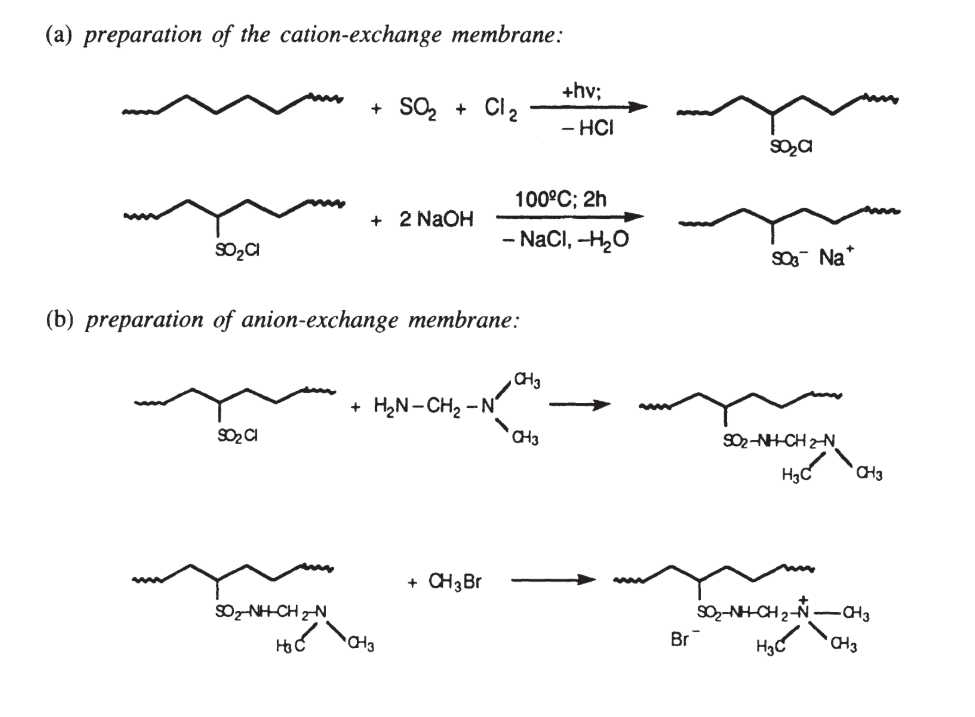 (a) preparation of the cation-exchange membrane:
+ SO₂ + Cl₂ +hν;
– HCl
SO₂Cl
+ 2 NaOH 100ºC; 2h
– NaCl, –H₂O
SO₂Cl
SO₃⁻ Na⁺
(b) preparation of anion-exchange membrane:
+ H₂N – CH₂ – N
CH₃
CH₃
SO₂Cl
SO₂–NH–CH₂–N
H₃C CH₃
+ CH₃Br
SO₂–NH–CH₂–N
H₃C CH₃
SO₂–NH–CH₂–N⁺–CH₃
Br⁻
H₃C CH₃